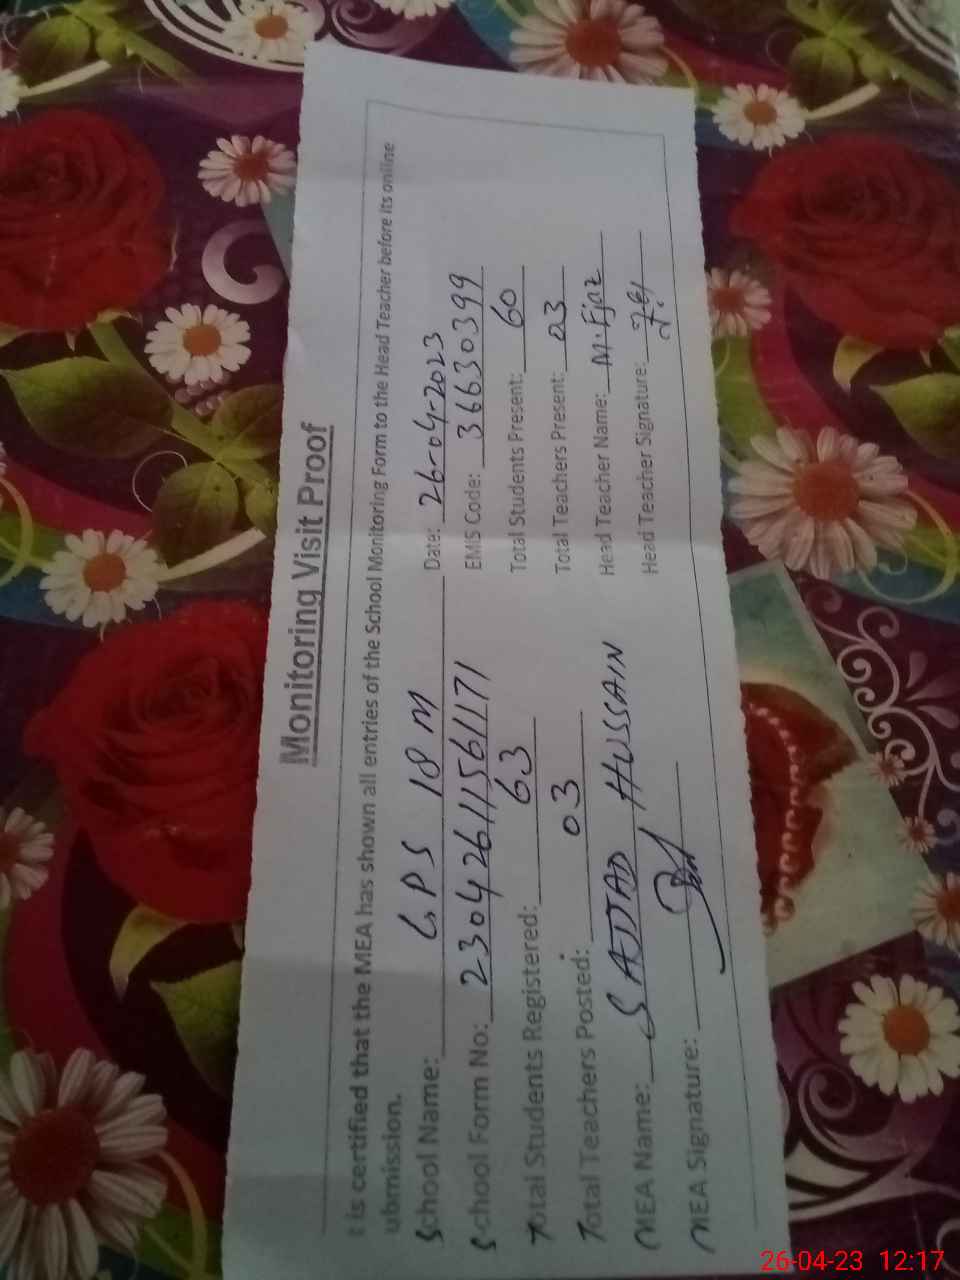 Monitoring Visit Proof
t is certified that the MEA has shown all entries of the School Monitoring Form to the Head Teacher before its online
ubmission.
School Name: GPS 18 M Date: 26-04-2023
School Form No: 230426111561171 EMIS Code: 36630399
Total Students Registered: 63 Total Students Present: 60
Total Teachers Posted: 03 Total Teachers Present: 03
MEA Name: SAJJAD HUSSAIN Head Teacher Name: M. Ejaz
MEA Signature: Head Teacher Signature:
26-04-23 12:17